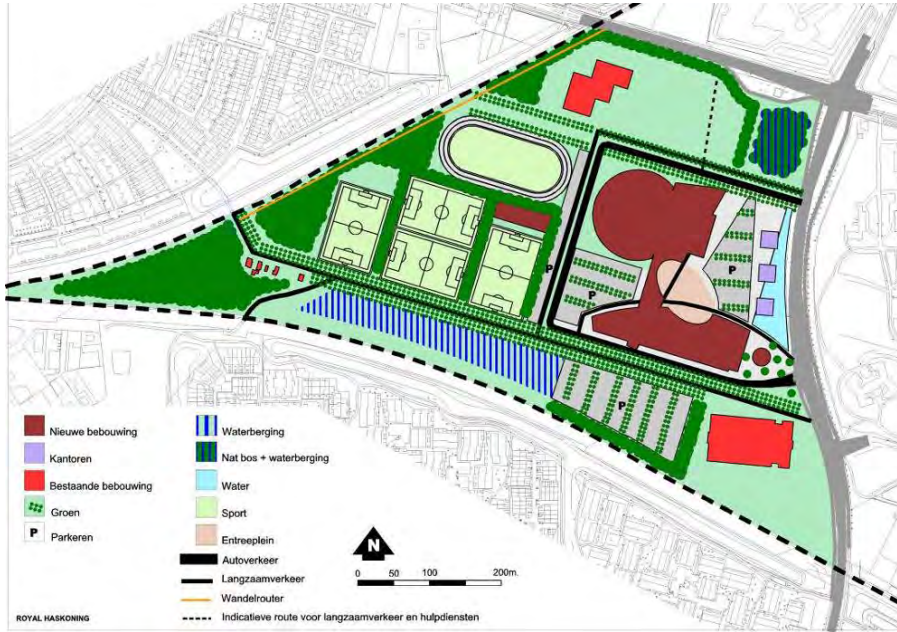 P
P
P
P
Nieuwe bebouwing
Kantoren
Bestaande bebouwing
Groen
P Parkeren
Waterberging
Nat bos + waterberging
Water
Sport
Entreeplein
Autoverkeer
Langzaamverkeer
Wandelrouter
Indicatieve route voor langzaamverkeer en hulpdiensten
N
0 50 100 200m.
ROYAL HASKONING